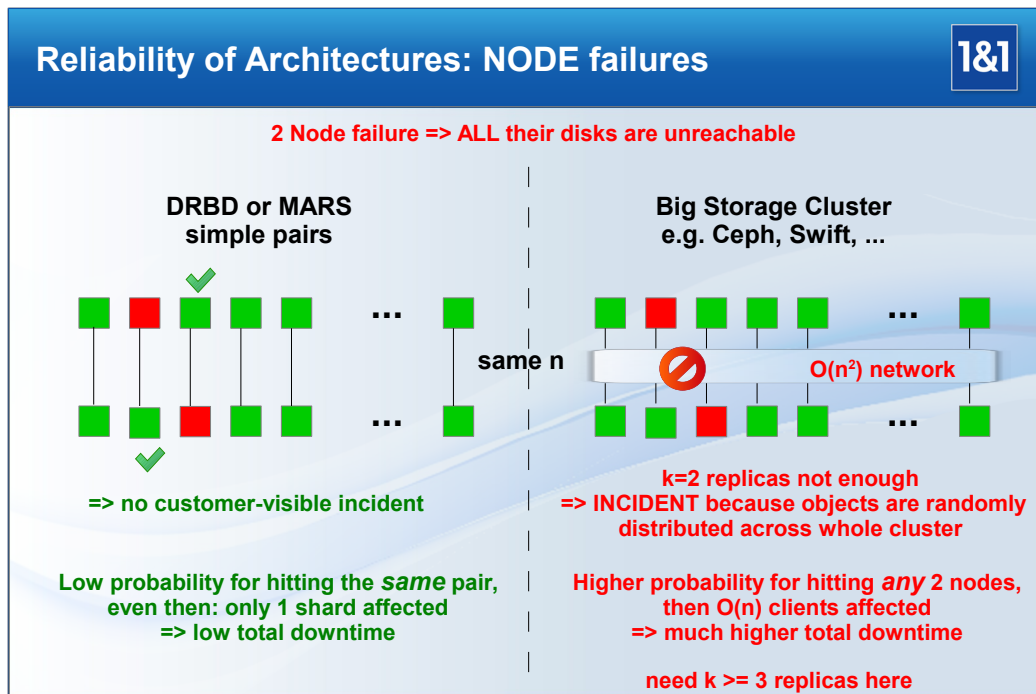 Reliability of Architectures: NODE failures
1&1
2 Node failure => ALL their disks are unreachable
DRBD or MARS
simple pairs
...
...
=> no customer-visible incident
Low probability for hitting the same pair,
even then: only 1 shard affected
=> low total downtime
same n
Big Storage Cluster
e.g. Ceph, Swift, ...
...
O(n²) network
...
k=2 replicas not enough
=> INCIDENT because objects are randomly
distributed across whole cluster
Higher probability for hitting any 2 nodes,
then O(n) clients affected
=> much higher total downtime
need k >= 3 replicas here